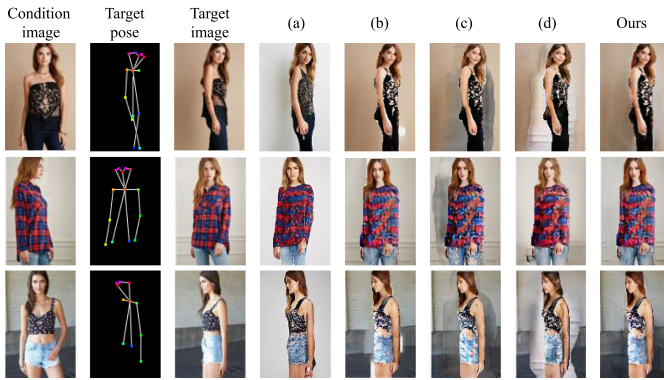 Condition image
Target pose
Target image
(a)
(b)
(c)
(d)
Ours